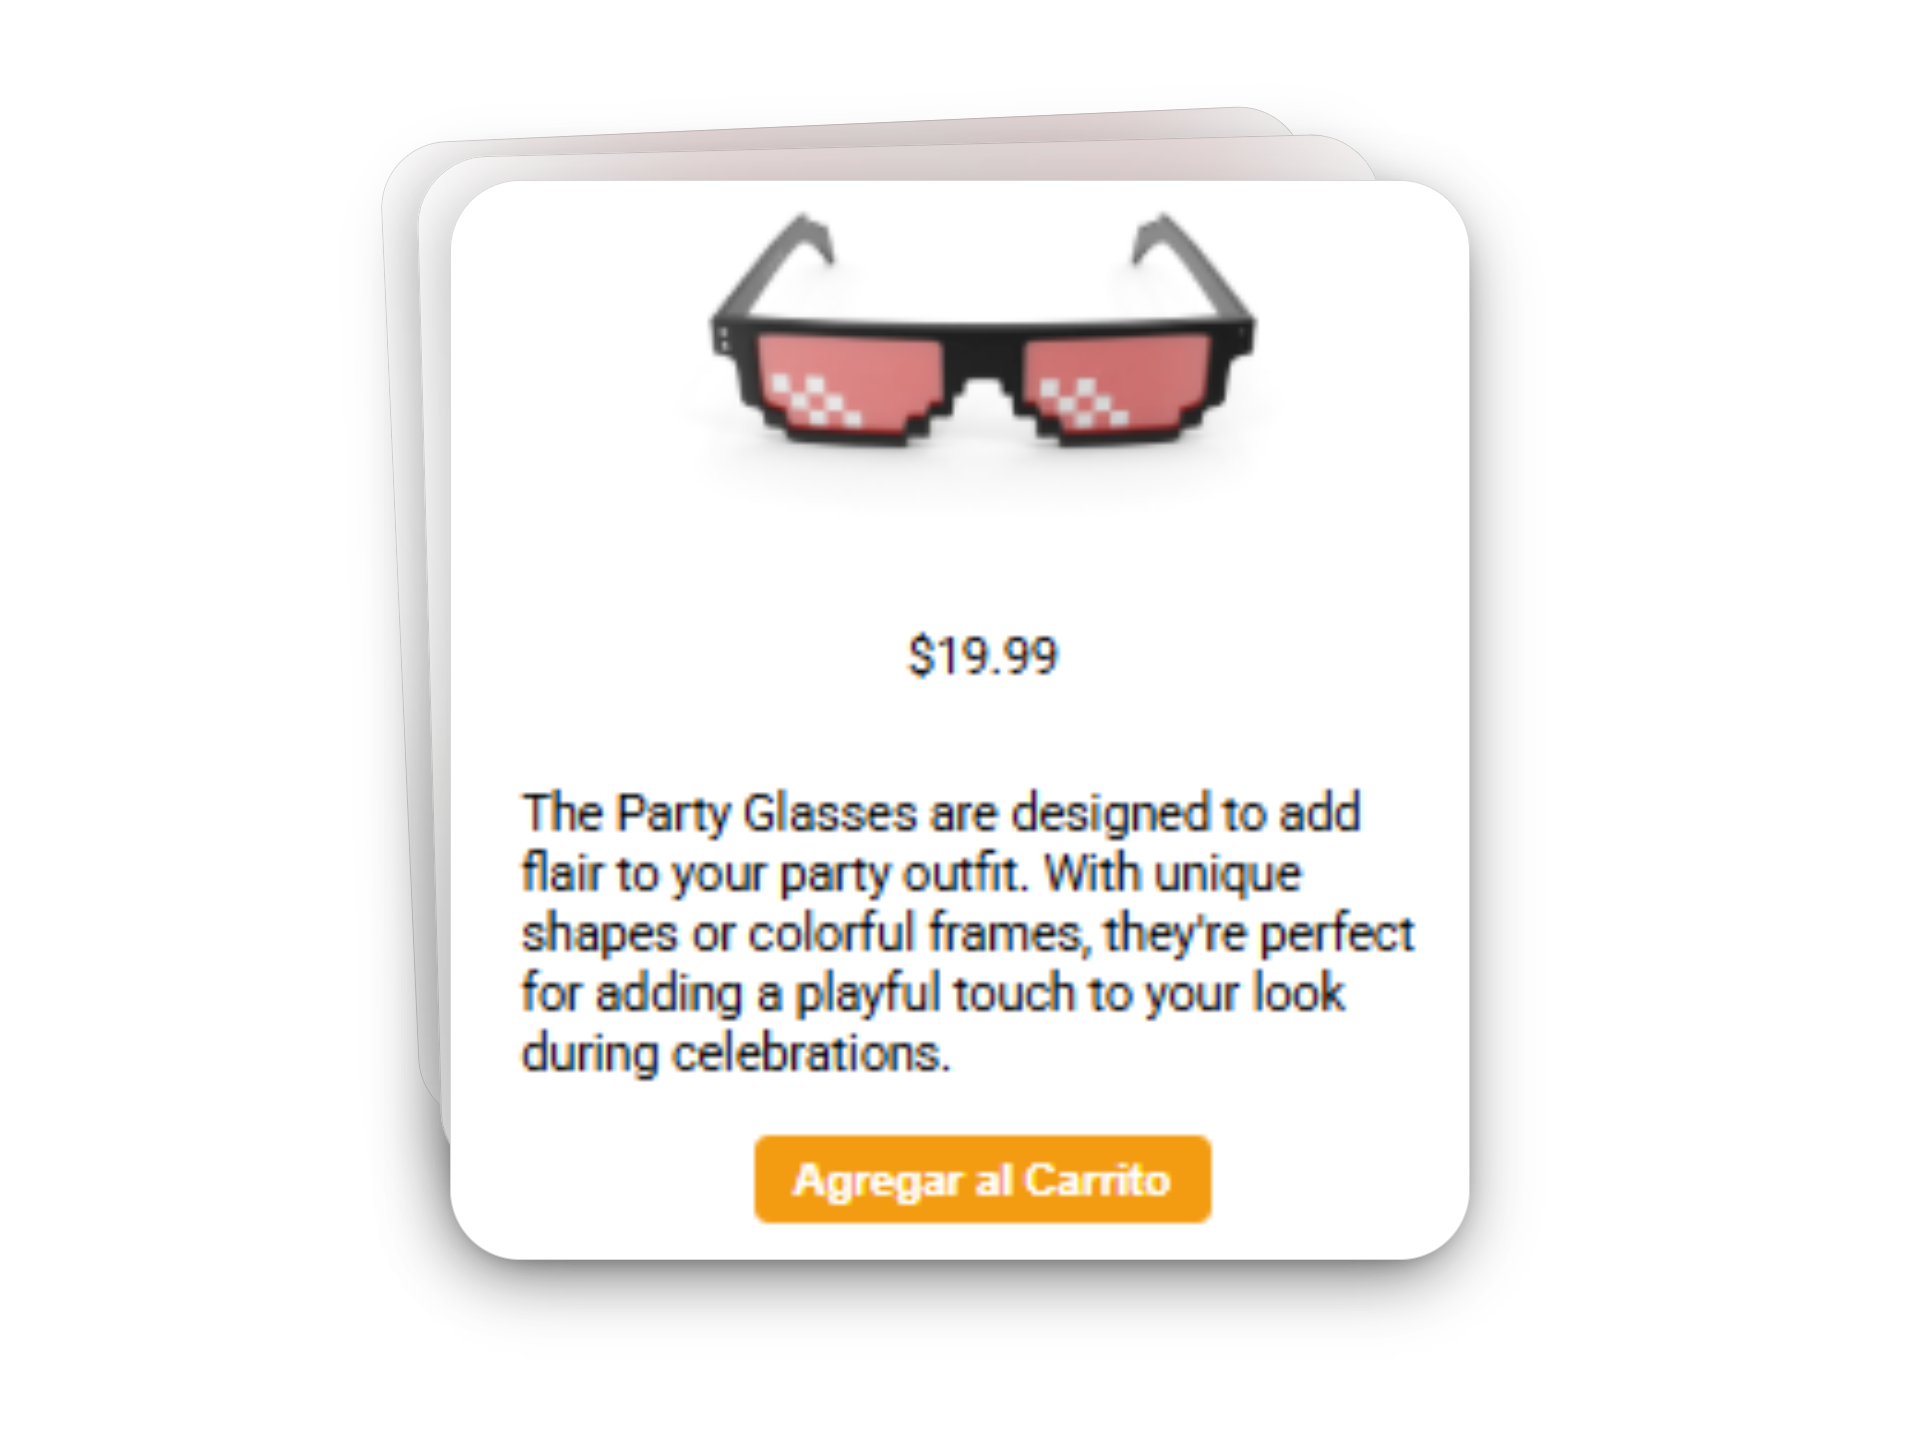 $19.99
The Party Glasses are designed to add
flair to your party outfit. With unique
shapes or colorful frames, they're perfect
for adding a playful touch to your look
during celebrations.
Agregar al Carrito